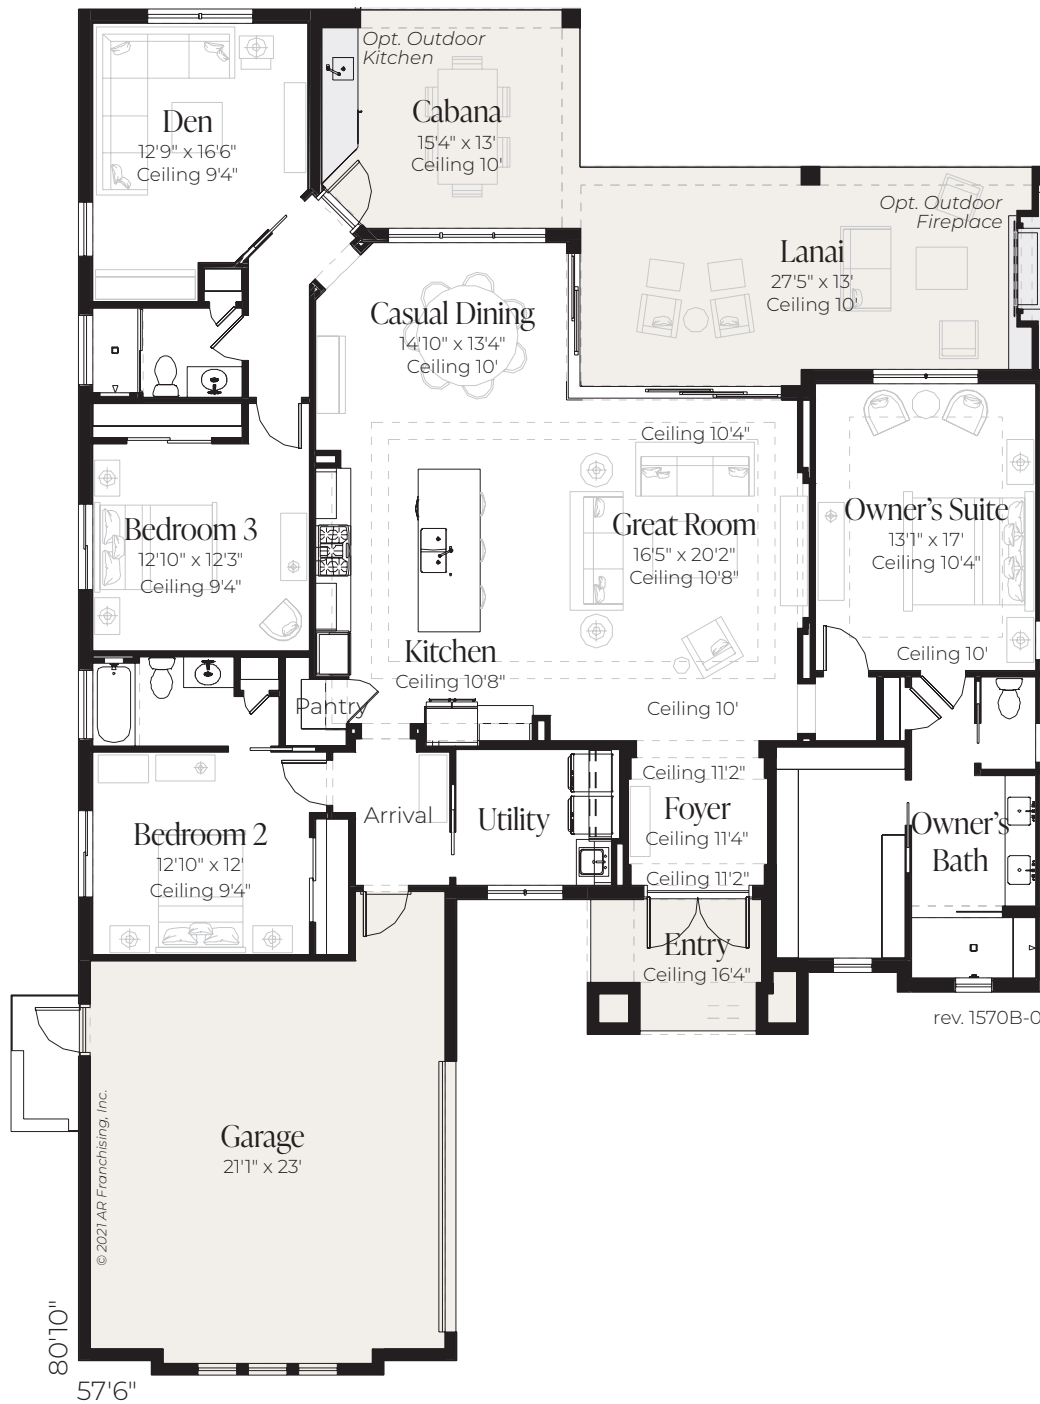 Opt. Outdoor
Kitchen
Cabana
15'4" x 13'
Ceiling 10'
Den
12'9" x 16'6"
Ceiling 9'4"
Opt. Outdoor
Fireplace
Lanai
27'5" x 13'
Ceiling 10'
Casual Dining
14'10" x 13'4"
Ceiling 10'
Ceiling 10'4"
Bedroom 3
12'10" x 12'3"
Ceiling 9'4"
Great Room
16'5" x 20'2"
Ceiling 10'8"
Owner's Suite
13'1" x 17'
Ceiling 10'4"
Ceiling 10'
Kitchen
Ceiling 10'8"
Pantry
Ceiling 10'
Ceiling 11'2"
Foyer
Ceiling 11'4"
Ceiling 11'2"
Arrival
Utility
Bedroom 2
12'10" x 12'
Ceiling 9'4"
Owner's
Bath
Entry
Ceiling 16'4"
rev. 1570B-0
Garage
21'1" x 23'
© 2021 AR Franchising, Inc.
80'10"
57'6"